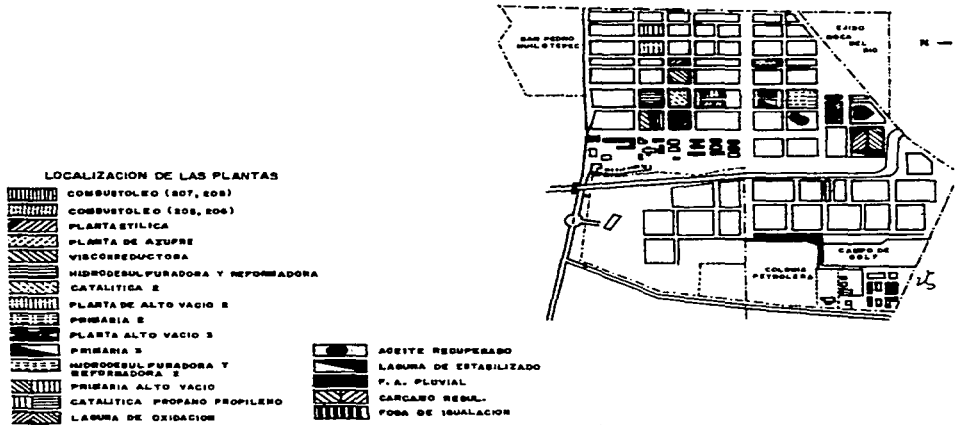 SAN PEDRO
HUILOTEPEC
EJIDO
BOCA
DEL
RIO
N
LOCALIZACION DE LAS PLANTAS
COMBUSTOLEO (207, 208)
COMBUSTOLEO (205, 206)
PLANTA ETILICA
PLANTA DE AZUFRE
VISCORREDUCTORA
HIDRODESULFURADORA Y REFORMADORA
CATALITICA 2
PLANTA DE ALTO VACIO 2
PRIMARIA 2
PLANTA ALTO VACIO 3
PRIMARIA 3
HIDRODESULFURADORA Y
REFORMADORA 2
PRIMARIA ALTO VACIO
CATALITICA PROPANO PROPILENO
LAGUNA DE OXIDACION
ACEITE RECUPERADO
LAGUNA DE ESTABILIZADO
P. A. PLUVIAL
CARCAMO REGUL.
FOSA DE IGUALACION
CAMPO DE
GOLF
COLONIA
PETROLERA
25